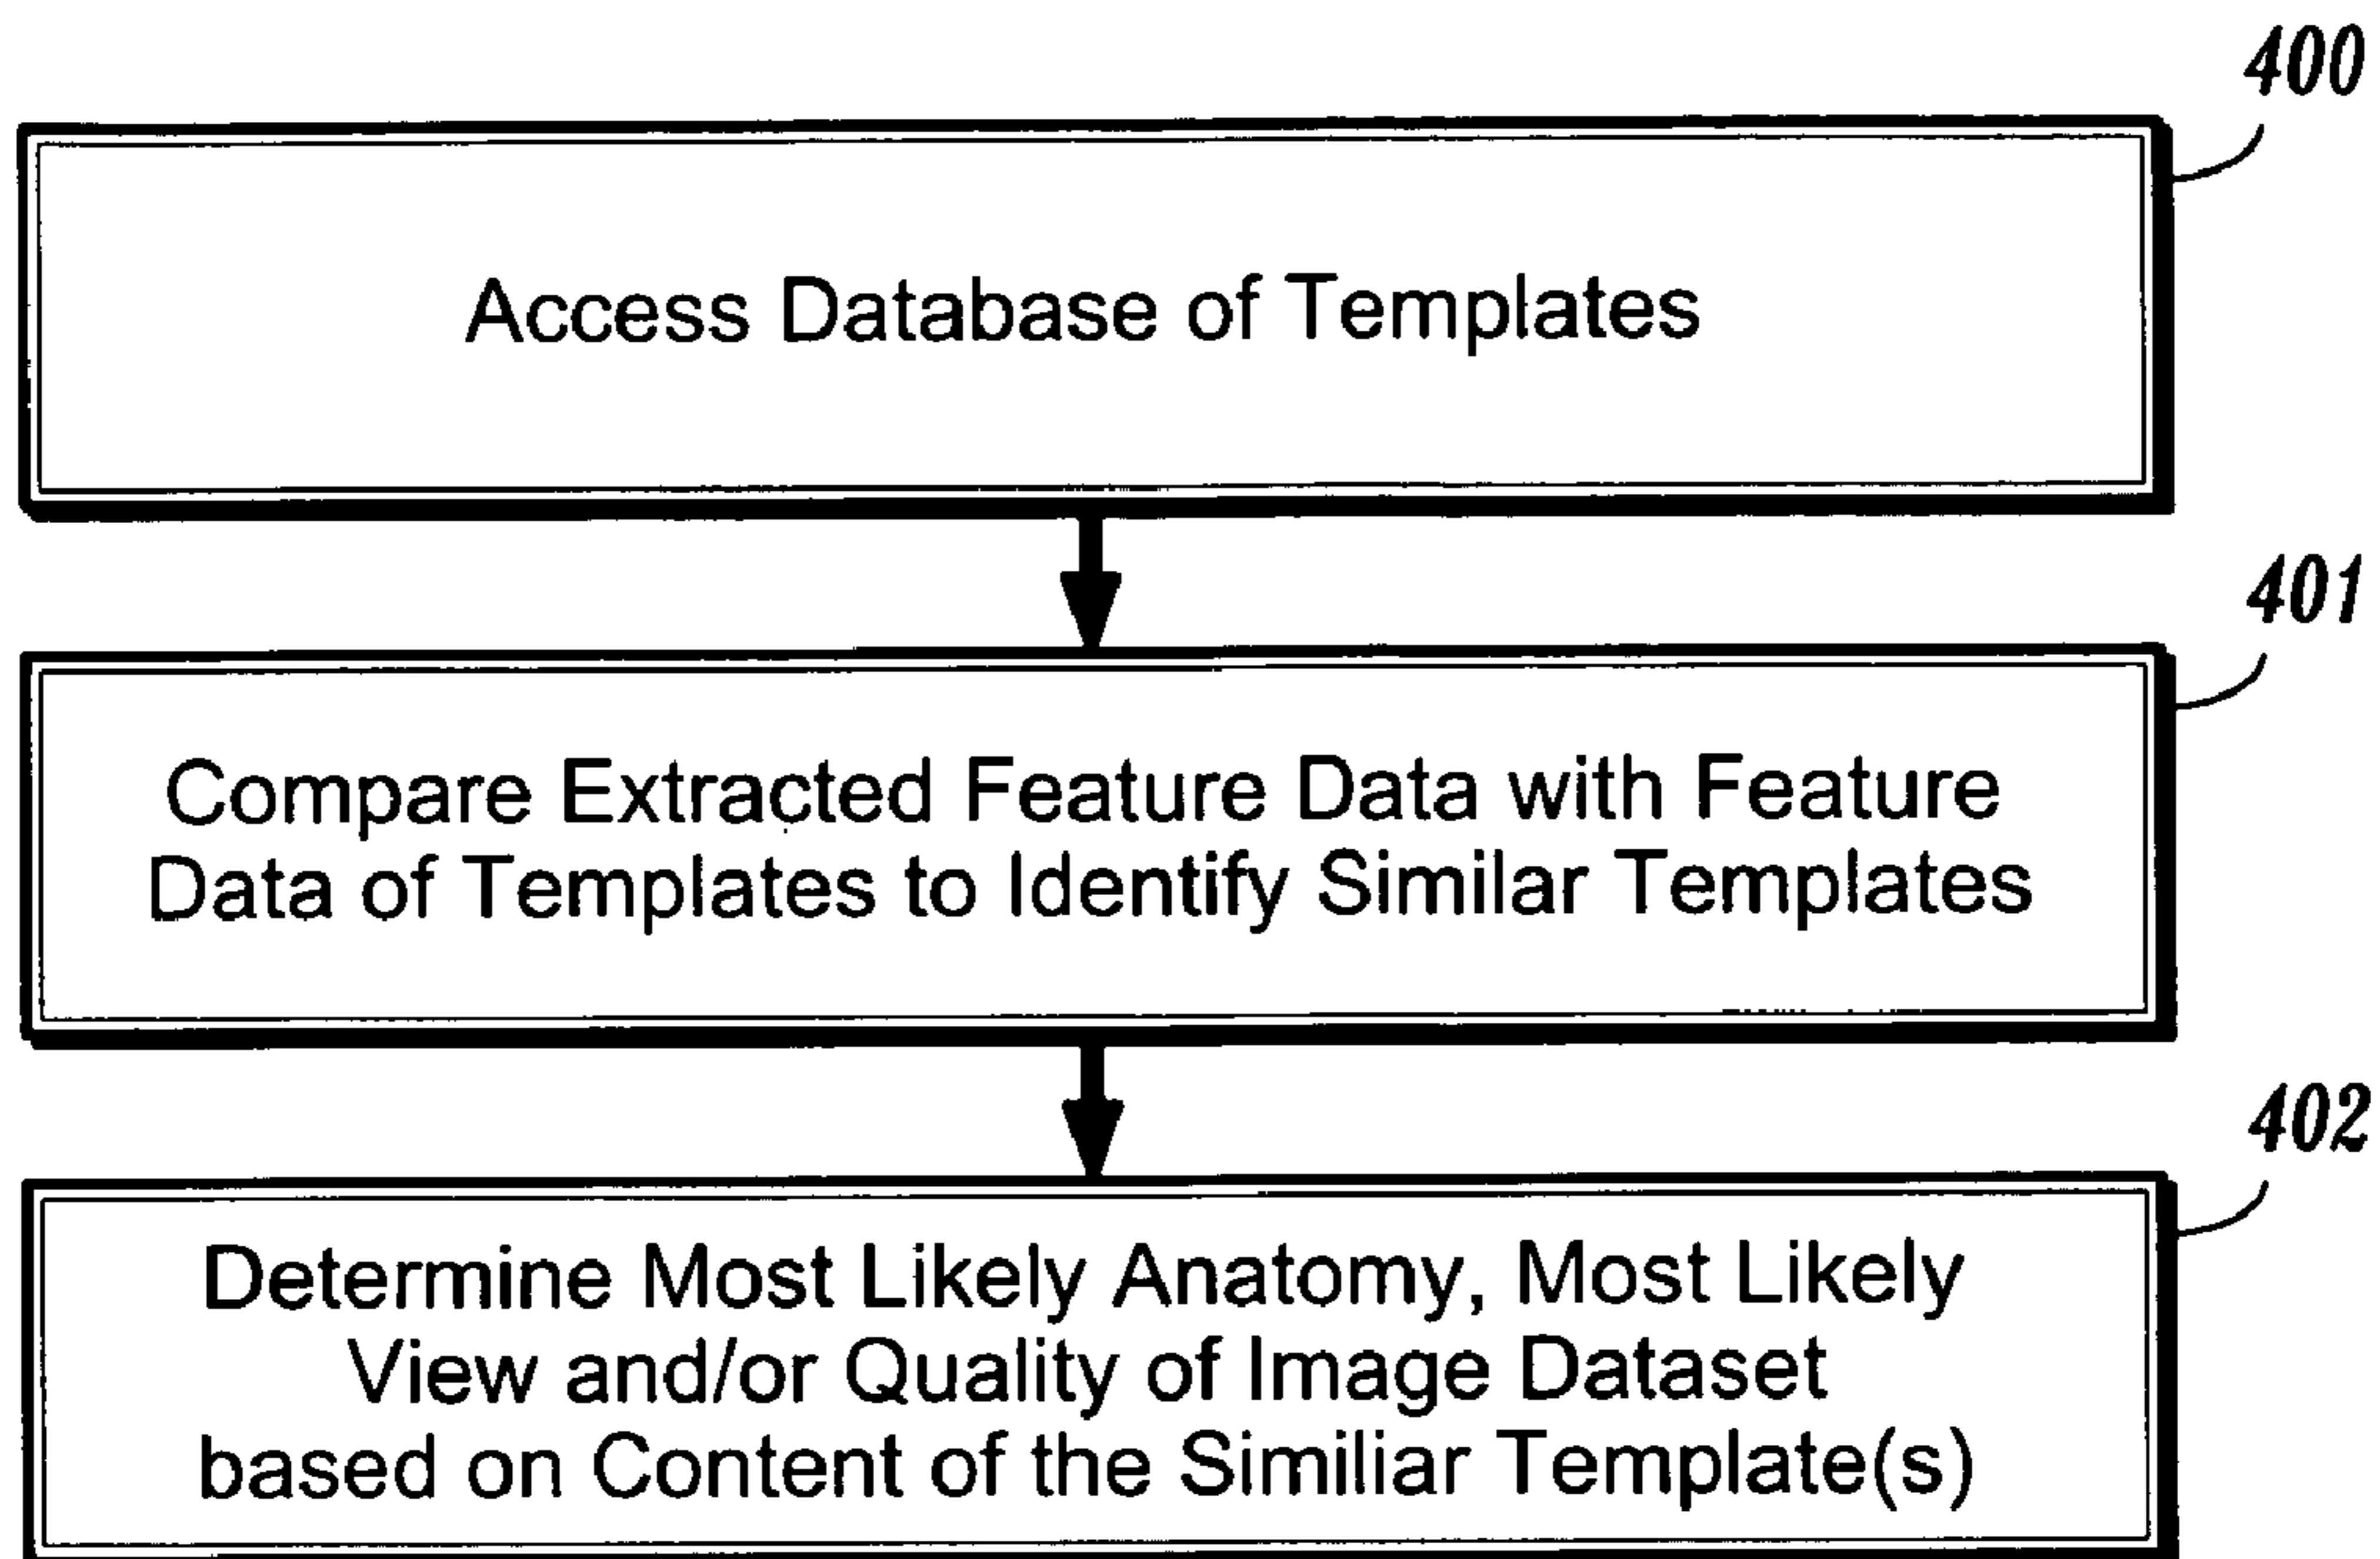 400
Access Database of Templates
401
Compare Extracted Feature Data with Feature
Data of Templates to Identify Similar Templates
402
Determine Most Likely Anatomy, Most Likely
View and/or Quality of Image Dataset
based on Content of the Similiar Template(s)